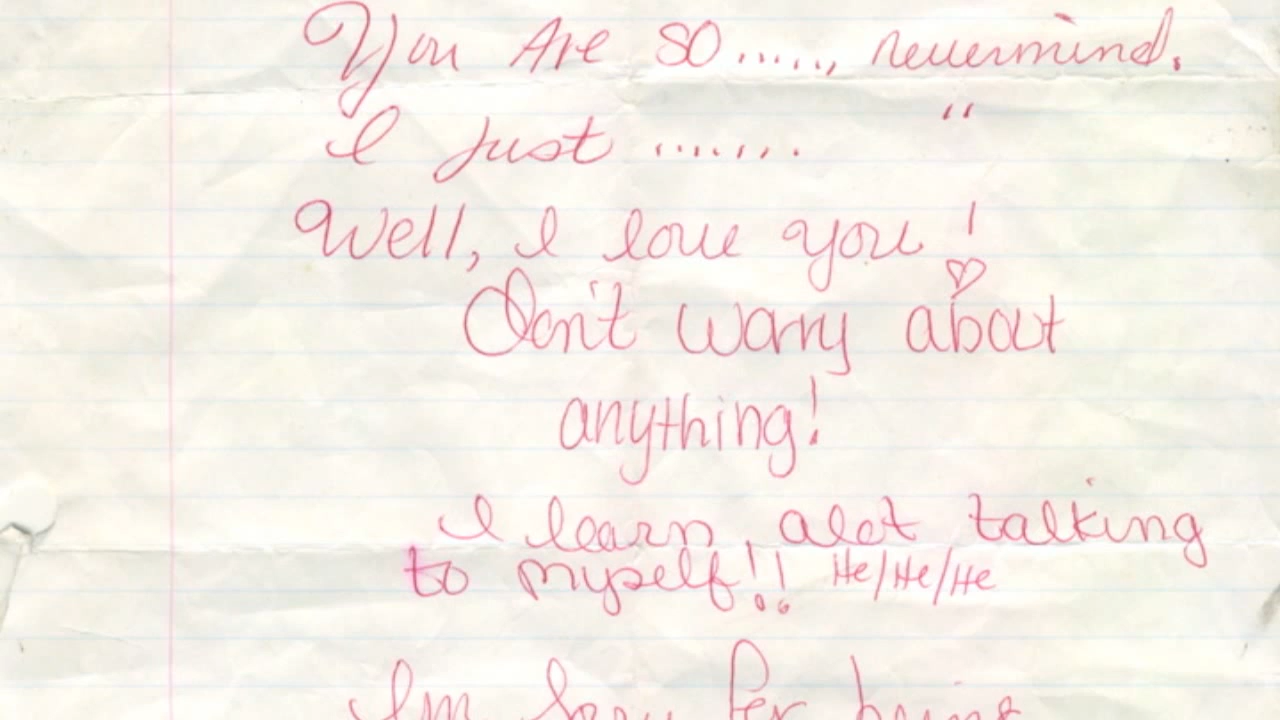 You Are so ....., nevermind.
I just ....... "
Well, I love you!
Don't worry about
anything!
I learn alot talking
to myself!! He/He/He
I'm Sorry for being